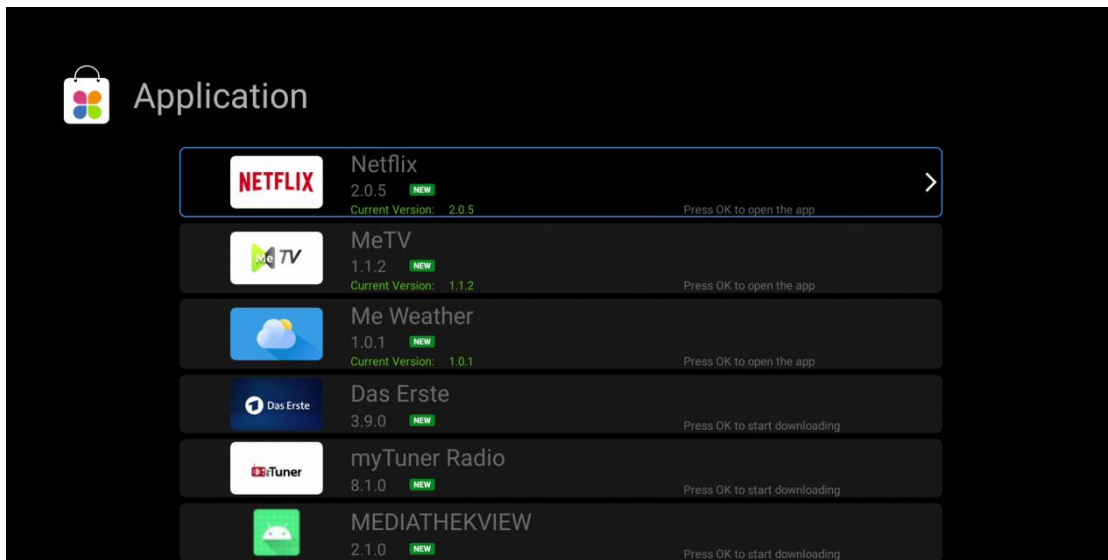 Application
NETFLIX
Netflix
2.0.5 NEW
Current Version: 2.0.5 Press OK to open the app
Me TV
MeTV
1.1.2 NEW
Current Version: 1.1.2 Press OK to open the app
Me Weather
1.0.1 NEW
Current Version: 1.0.1 Press OK to open the app
1 Das Erste
Das Erste
3.9.0 NEW
Press OK to start downloading
Tuner
myTuner Radio
8.1.0 NEW
Press OK to start downloading
MEDIATHEKVIEW
2.1.0 NEW
Press OK to start downloading